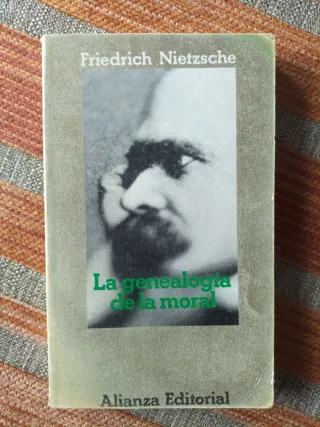 Friedrich Nietzsche
La genealogía
de la moral
Alianza Editorial